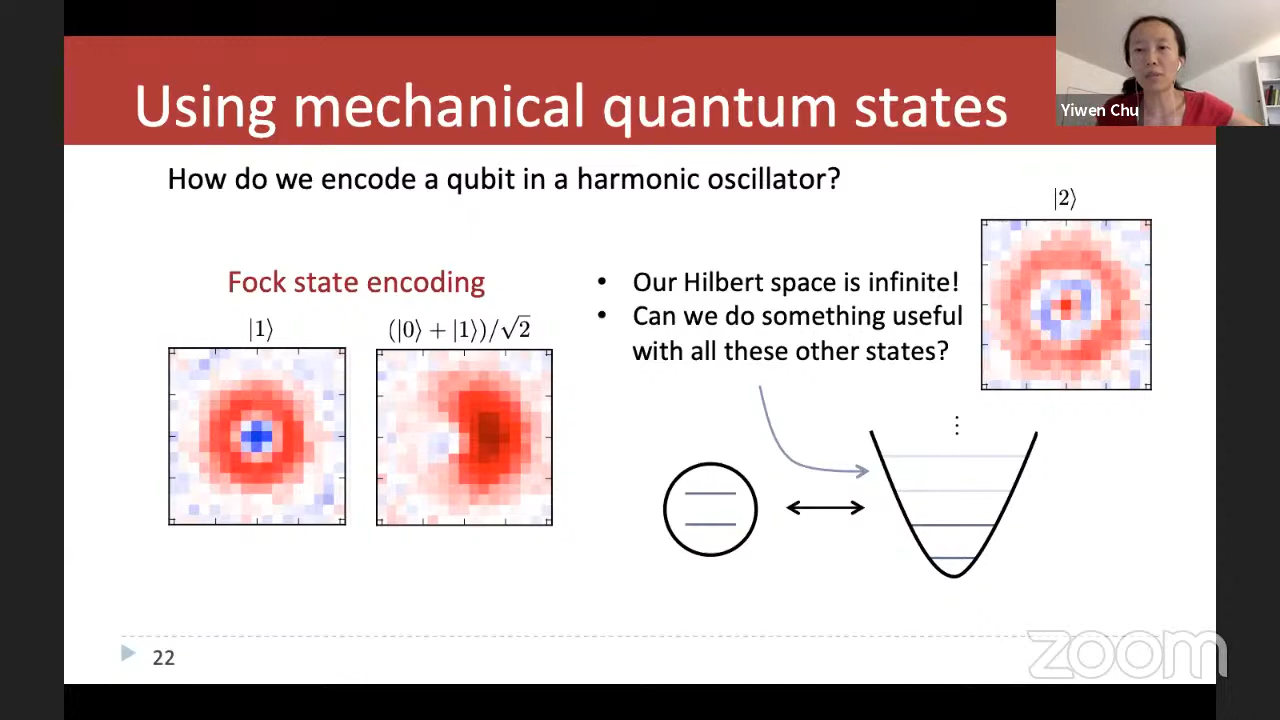 Using mechanical quantum states
Yiwen Chu
How do we encode a qubit in a harmonic oscillator?
|2⟩
Fock state encoding
|1⟩
(|0⟩ + |1⟩)/√2
• Our Hilbert space is infinite!
• Can we do something useful
with all these other states?
⋮
22
zoom